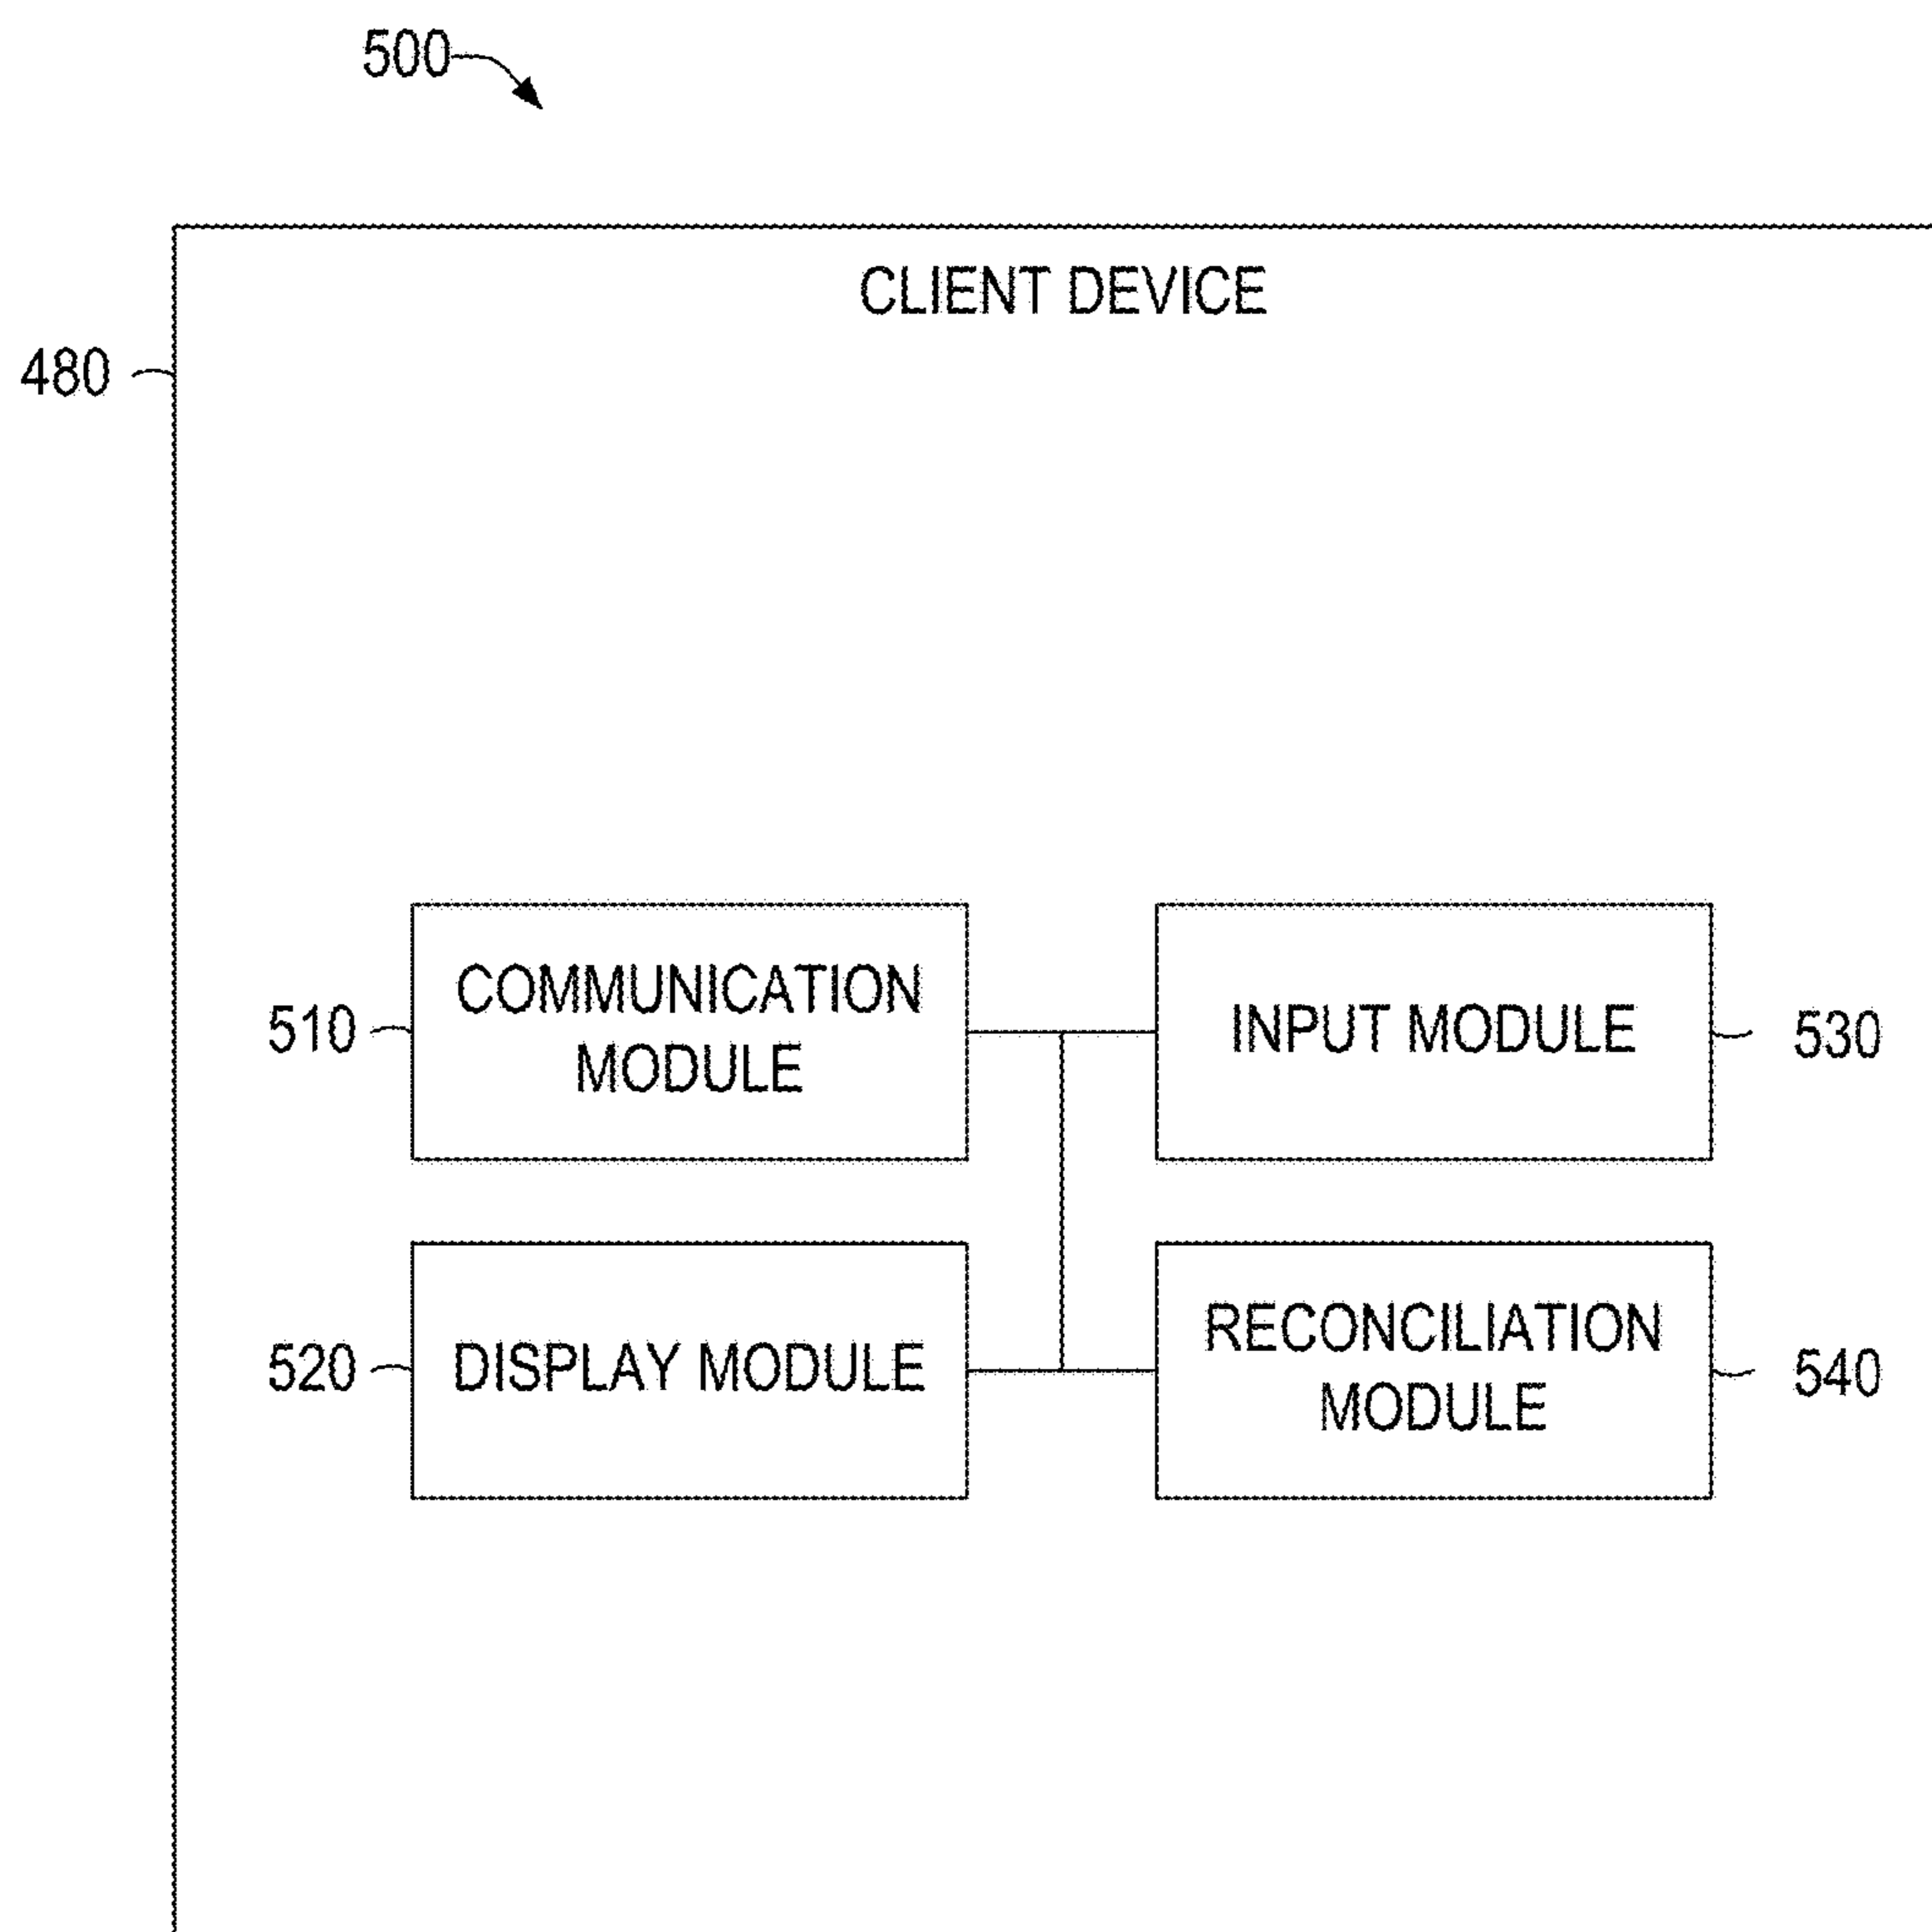 500
CLIENT DEVICE
480
COMMUNICATION
MODULE
510
INPUT MODULE
530
DISPLAY MODULE
520
RECONCILIATION
MODULE
540